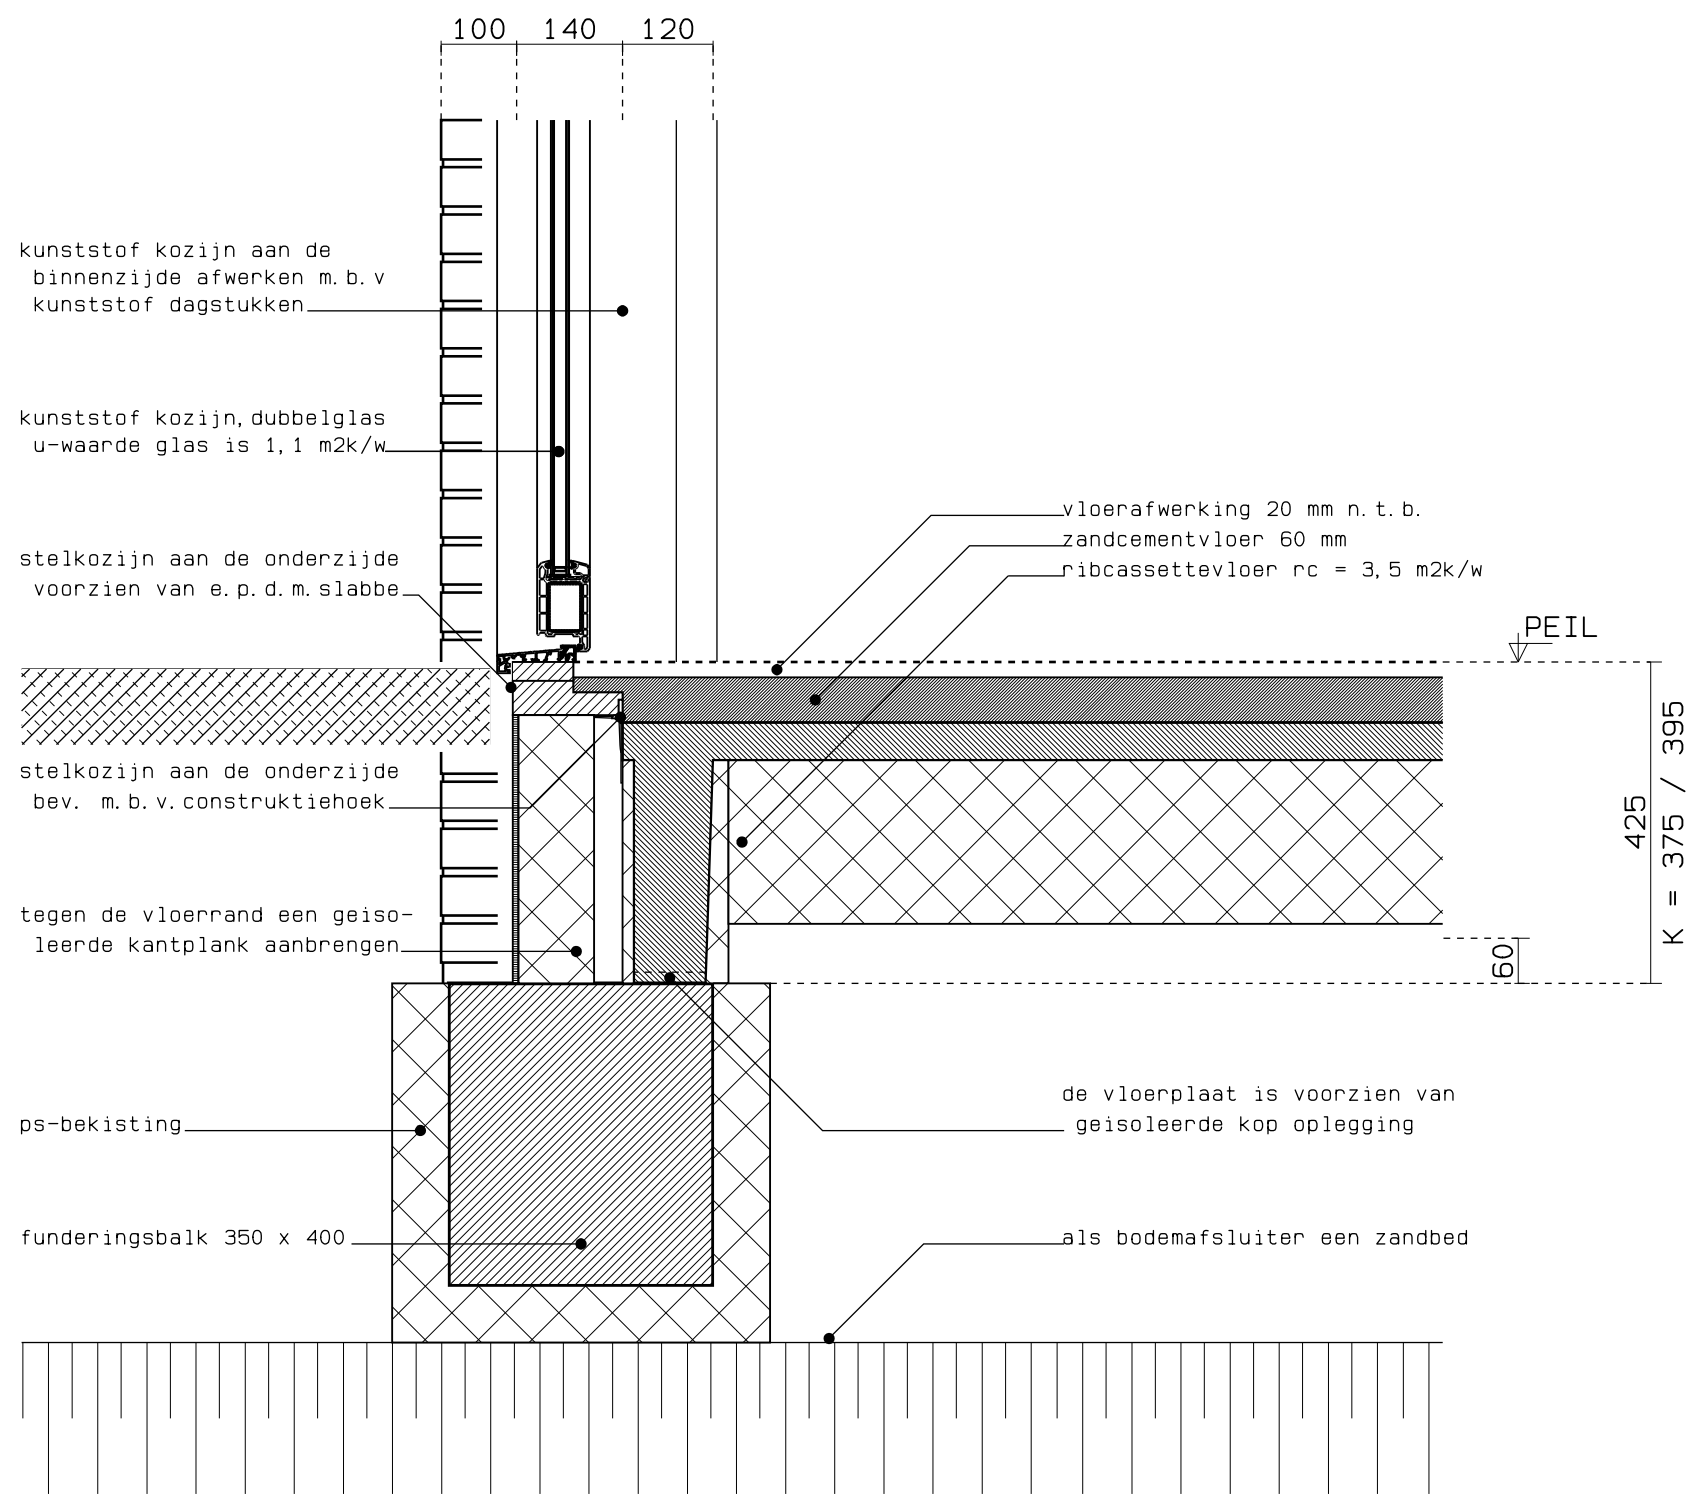 100 140 120
kunststof kozijn aan de
binnenzijde afwerken m.b.v
kunststof dagstukken
kunststof kozijn,dubbelglas
u-waarde glas is 1,1 m2k/w
stelkozijn aan de onderzijde
voorzien van e.p.d.m.slabbe
vloerafwerking 20 mm n.t.b.
zandcementvloer 60 mm
ribcassettevloer rc = 3,5 m2k/w
PEIL
stelkozijn aan de onderzijde
bev. m.b.v.construktiehoek
tegen de vloerrand een geiso-
leerde kantplank aanbrengen
425
K = 375 / 395
60
ps-bekisting
funderingsbalk 350 x 400
de vloerplaat is voorzien van
geisoleerde kop oplegging
als bodemafsluiter een zandbed